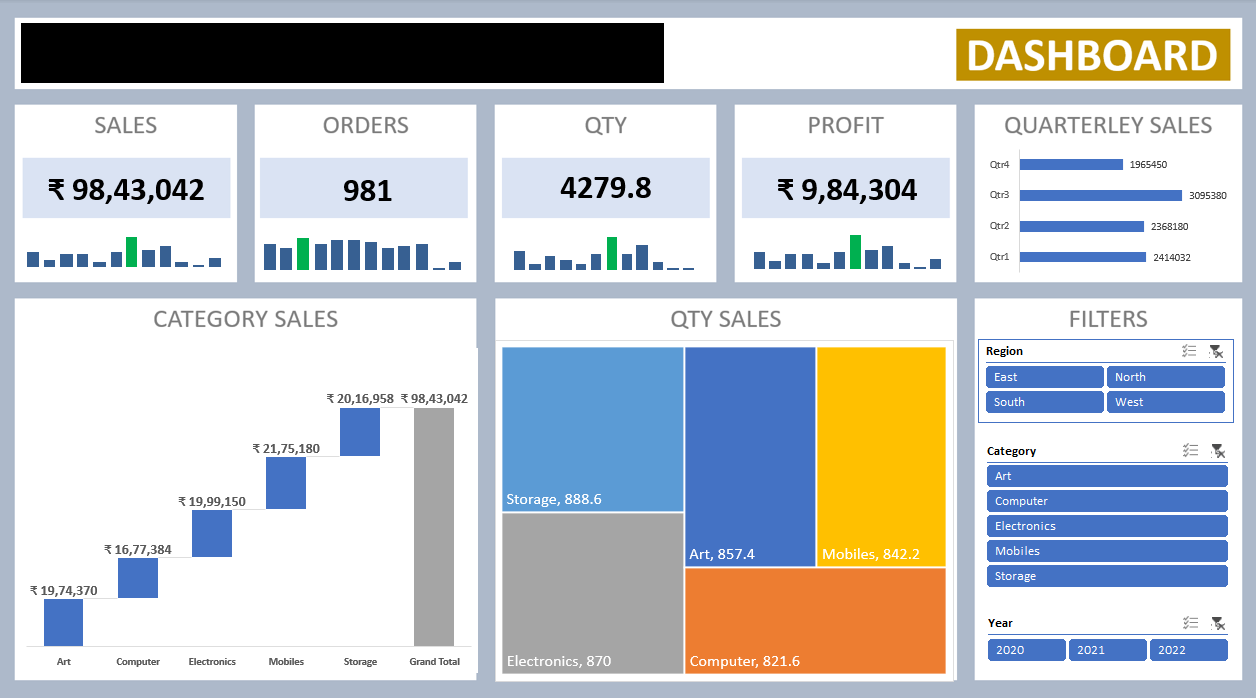 DASHBOARD
SALES
₹ 98,43,042
ORDERS
981
QTY
4279.8
PROFIT
₹ 9,84,304
QUARTERLEY SALES
Qtr4 1965450
Qtr3 3095380
Qtr2 2368180
Qtr1 2414032
CATEGORY SALES
₹ 20,16,958 ₹ 98,43,042
₹ 21,75,180
₹ 19,99,150
₹ 16,77,384
₹ 19,74,370
Art Computer Electronics Mobiles Storage Grand Total
QTY SALES
Storage, 888.6
Art, 857.4
Mobiles, 842.2
Electronics, 870
Computer, 821.6
FILTERS
Region
East North
South West
Category
Art
Computer
Electronics
Mobiles
Storage
Year
2020 2021 2022